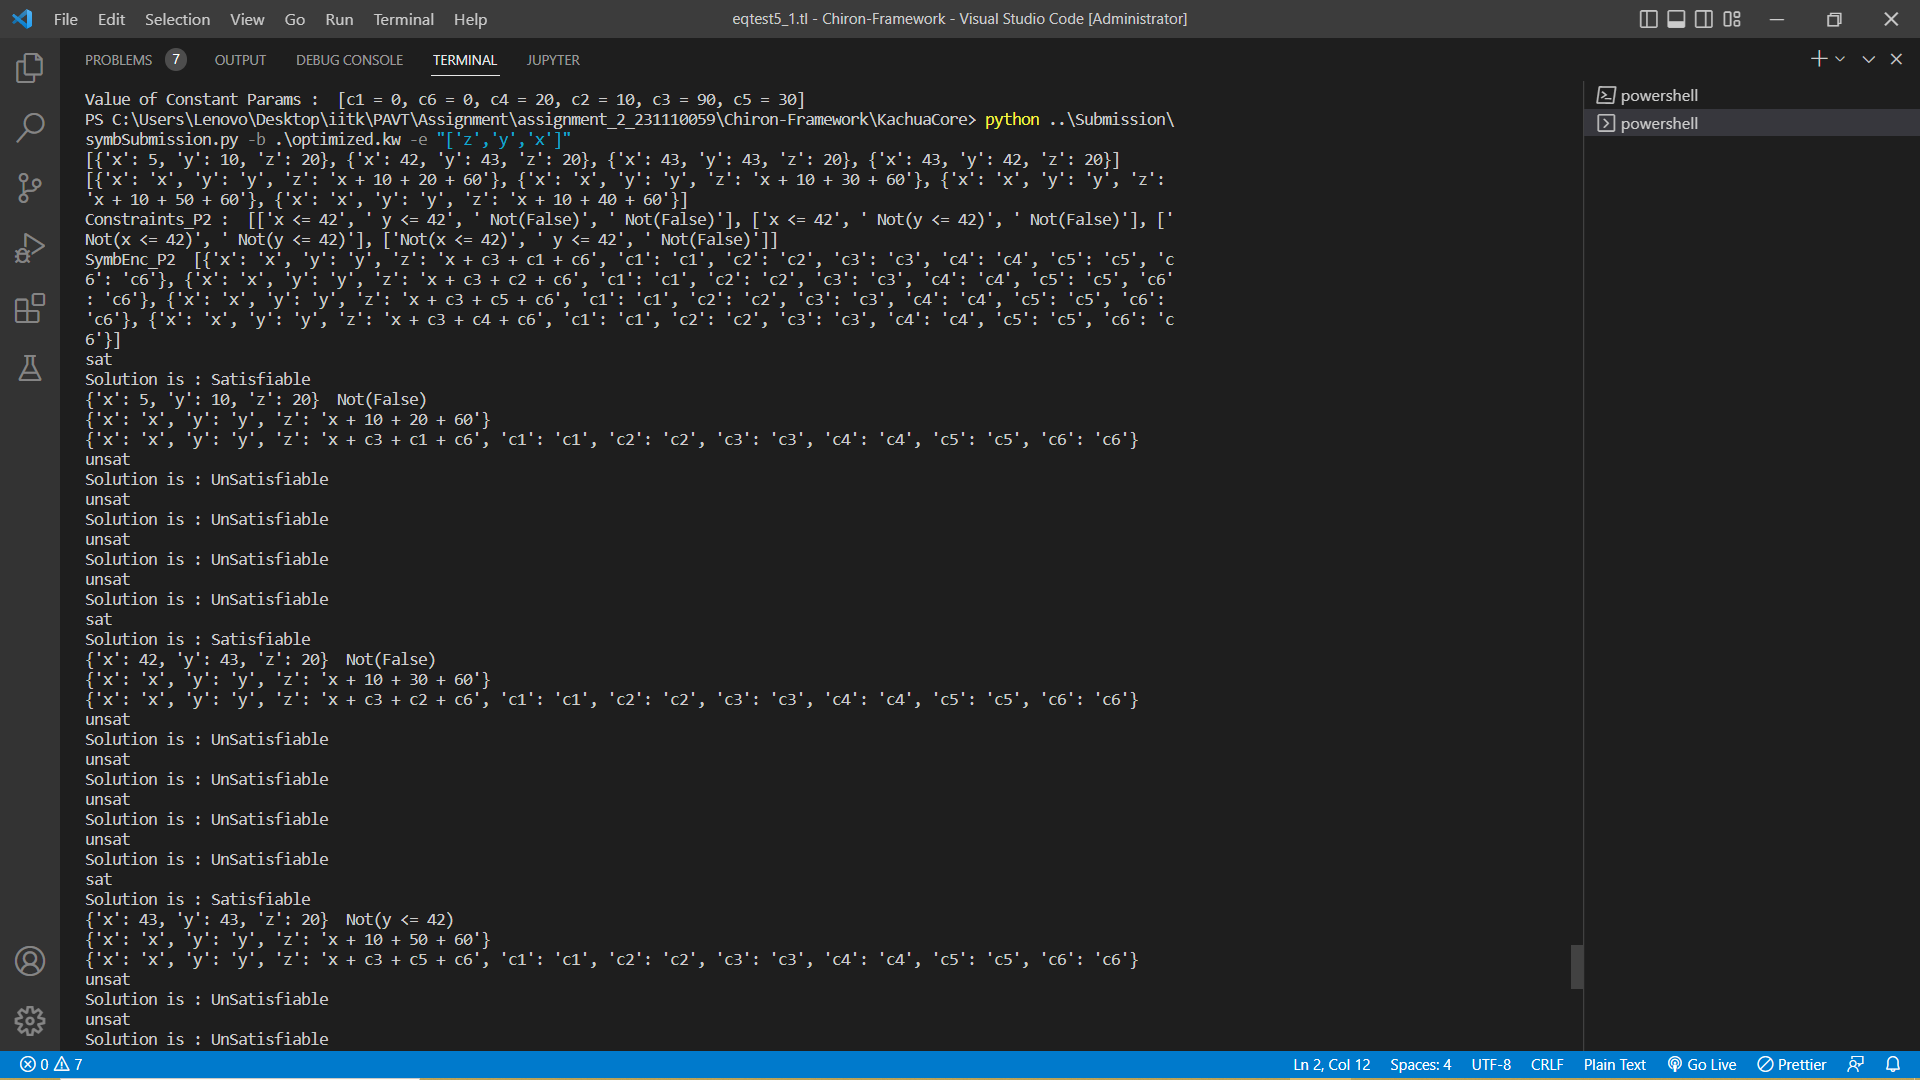 File Edit Selection View Go Run Terminal Help
eqtest5_1.tl - Chiron-Framework - Visual Studio Code [Administrator]
PROBLEMS 7 OUTPUT DEBUG CONSOLE TERMINAL JUPYTER
Value of Constant Params :  [c1 = 0, c6 = 0, c4 = 20, c2 = 10, c3 = 90, c5 = 30]
PS C:\Users\Lenovo\Desktop\iitk\PAVT\Assignment\assignment_2_231110059\Chiron-Framework\KachuaCore> python ..\Submission\
symbSubmission.py -b .\optimized.kw -e "['z','y','x']"
[{'x': 5, 'y': 10, 'z': 20}, {'x': 42, 'y': 43, 'z': 20}, {'x': 43, 'y': 43, 'z': 20}, {'x': 43, 'y': 42, 'z': 20}]
[{'x': 'x', 'y': 'y', 'z': 'x + 10 + 20 + 60'}, {'x': 'x', 'y': 'y', 'z': 'x + 10 + 30 + 60'}, {'x': 'x', 'y': 'y', 'z':
'x + 10 + 50 + 60'}, {'x': 'x', 'y': 'y', 'z': 'x + 10 + 40 + 60'}]
Constraints_P2 :  [['x <= 42', ' y <= 42', ' Not(False)', ' Not(False)'], ['x <= 42', ' Not(y <= 42)', ' Not(False)'], ['
Not(x <= 42)', ' Not(y <= 42)'], ['Not(x <= 42)', ' y <= 42', ' Not(False)']]
SymbEnc_P2  [{'x': 'x', 'y': 'y', 'z': 'x + c3 + c1 + c6', 'c1': 'c1', 'c2': 'c2', 'c3': 'c3', 'c4': 'c4', 'c5': 'c5', 'c
6': 'c6'}, {'x': 'x', 'y': 'y', 'z': 'x + c3 + c2 + c6', 'c1': 'c1', 'c2': 'c2', 'c3': 'c3', 'c4': 'c4', 'c5': 'c5', 'c6'
: 'c6'}, {'x': 'x', 'y': 'y', 'z': 'x + c3 + c5 + c6', 'c1': 'c1', 'c2': 'c2', 'c3': 'c3', 'c4': 'c4', 'c5': 'c5', 'c6':
'c6'}, {'x': 'x', 'y': 'y', 'z': 'x + c3 + c4 + c6', 'c1': 'c1', 'c2': 'c2', 'c3': 'c3', 'c4': 'c4', 'c5': 'c5', 'c6': 'c
6'}]
sat
Solution is : Satisfiable
{'x': 5, 'y': 10, 'z': 20}  Not(False)
{'x': 'x', 'y': 'y', 'z': 'x + 10 + 20 + 60'}
{'x': 'x', 'y': 'y', 'z': 'x + c3 + c1 + c6', 'c1': 'c1', 'c2': 'c2', 'c3': 'c3', 'c4': 'c4', 'c5': 'c5', 'c6': 'c6'}
unsat
Solution is : UnSatisfiable
unsat
Solution is : UnSatisfiable
unsat
Solution is : UnSatisfiable
unsat
Solution is : UnSatisfiable
sat
Solution is : Satisfiable
{'x': 42, 'y': 43, 'z': 20}  Not(False)
{'x': 'x', 'y': 'y', 'z': 'x + 10 + 30 + 60'}
{'x': 'x', 'y': 'y', 'z': 'x + c3 + c2 + c6', 'c1': 'c1', 'c2': 'c2', 'c3': 'c3', 'c4': 'c4', 'c5': 'c5', 'c6': 'c6'}
unsat
Solution is : UnSatisfiable
unsat
Solution is : UnSatisfiable
unsat
Solution is : UnSatisfiable
unsat
Solution is : UnSatisfiable
sat
Solution is : Satisfiable
{'x': 43, 'y': 43, 'z': 20}  Not(y <= 42)
{'x': 'x', 'y': 'y', 'z': 'x + 10 + 50 + 60'}
{'x': 'x', 'y': 'y', 'z': 'x + c3 + c5 + c6', 'c1': 'c1', 'c2': 'c2', 'c3': 'c3', 'c4': 'c4', 'c5': 'c5', 'c6': 'c6'}
unsat
Solution is : UnSatisfiable
unsat
Solution is : UnSatisfiable
powershell
powershell
0 7 Ln 2, Col 12 Spaces: 4 UTF-8 CRLF Plain Text Go Live Prettier